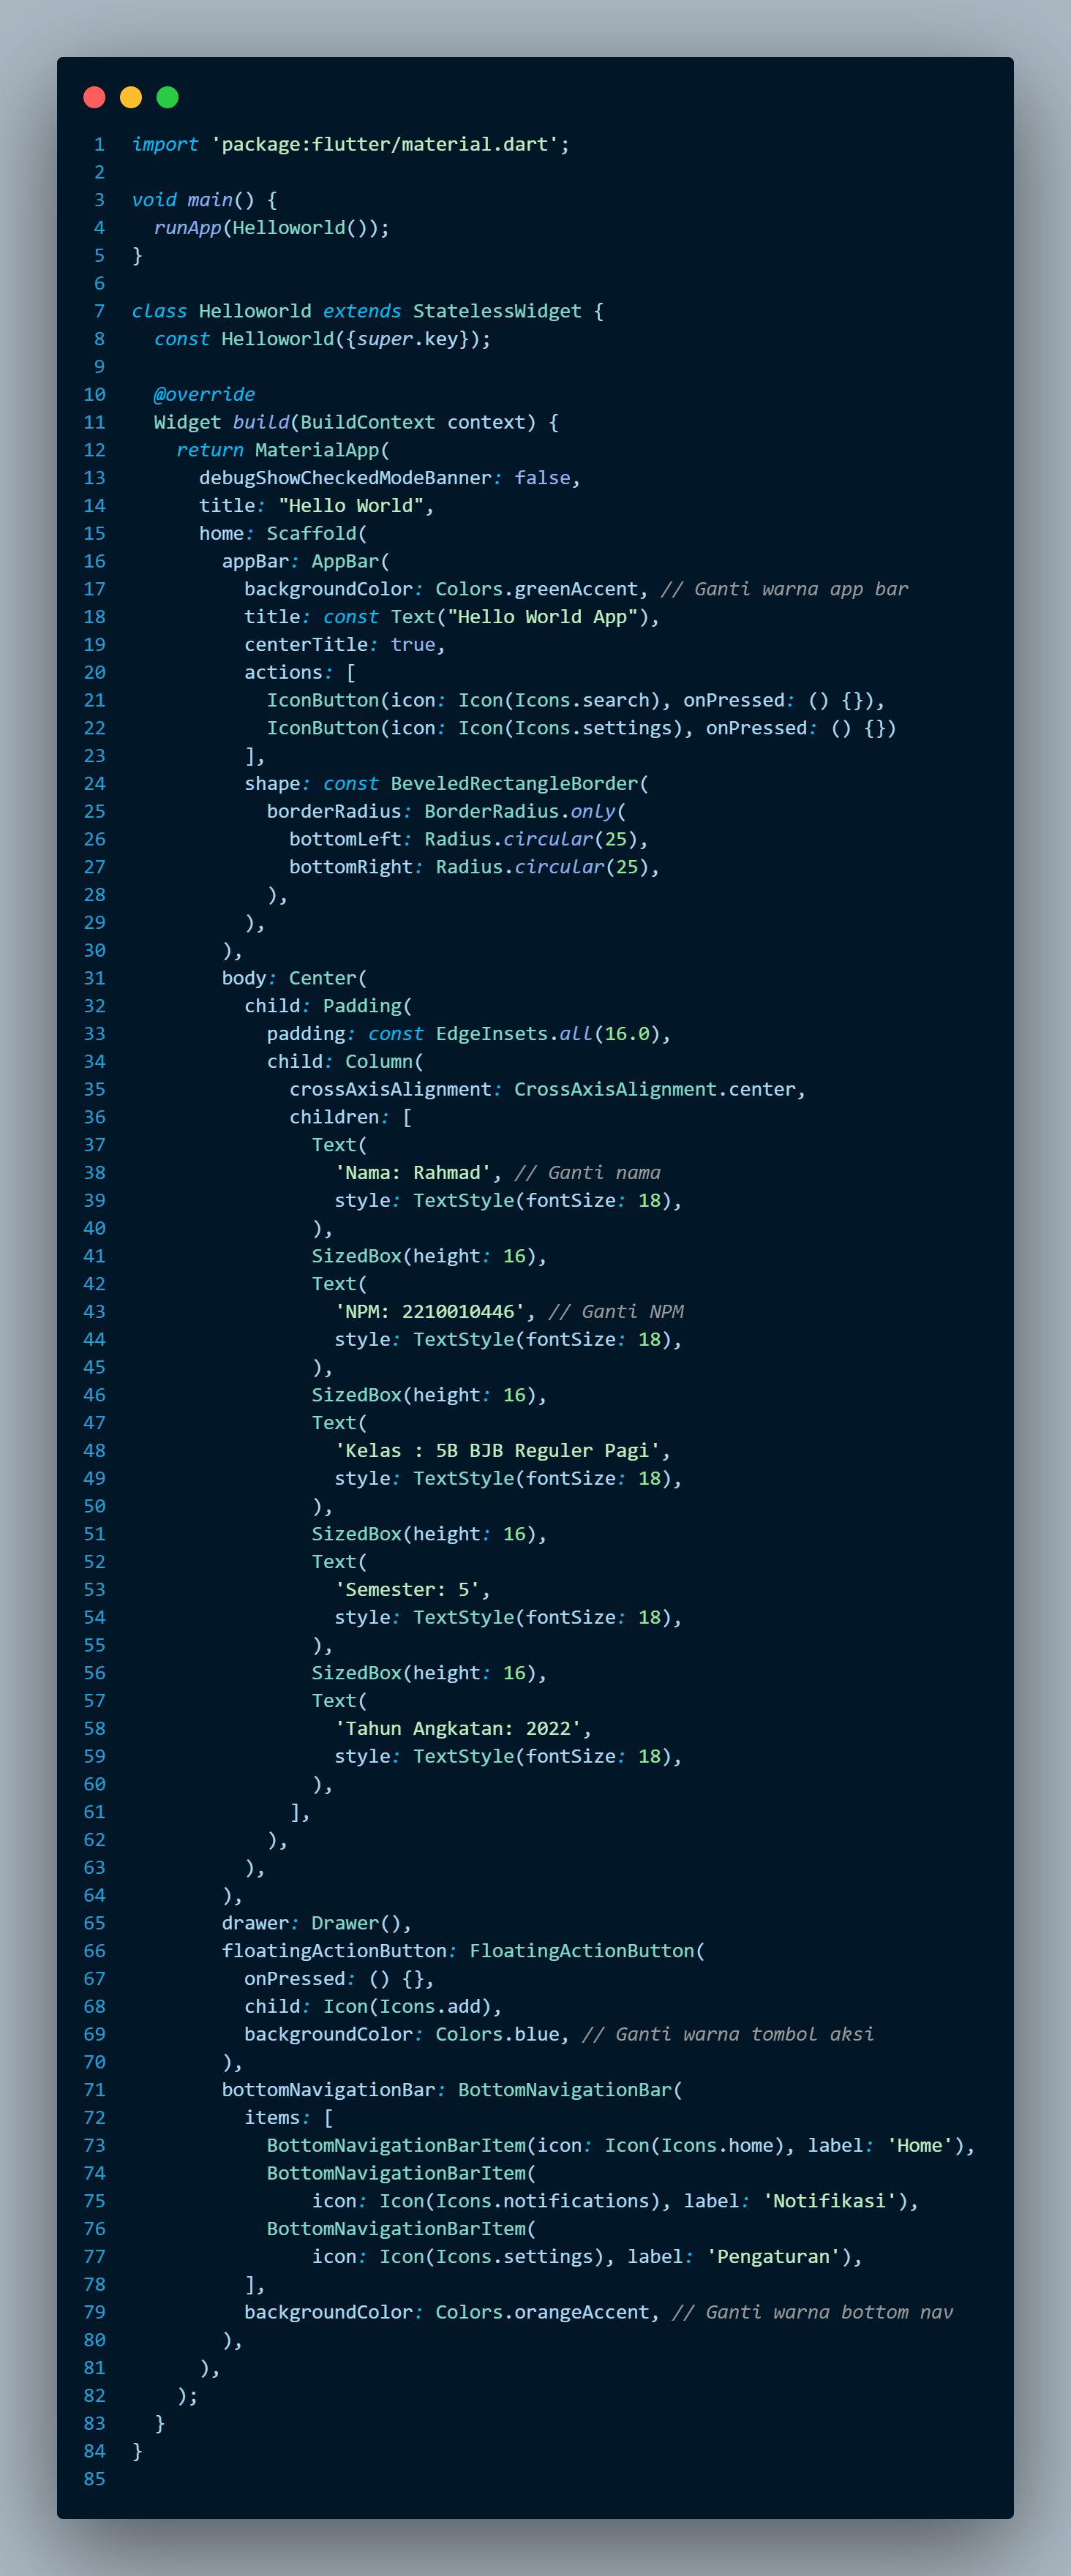 1 import 'package:flutter/material.dart';
2
3 void main() {
4   runApp(Helloworld());
5 }
6
7 class Helloworld extends StatelessWidget {
8   const Helloworld({super.key});
9
10   @override
11   Widget build(BuildContext context) {
12     return MaterialApp(
13       debugShowCheckedModeBanner: false,
14       title: "Hello World",
15       home: Scaffold(
16         appBar: AppBar(
17           backgroundColor: Colors.greenAccent, // Ganti warna app bar
18           title: const Text("Hello World App"),
19           centerTitle: true,
20           actions: [
21             IconButton(icon: Icon(Icons.search), onPressed: () {}),
22             IconButton(icon: Icon(Icons.settings), onPressed: () {})
23           ],
24           shape: const BeveledRectangleBorder(
25             borderRadius: BorderRadius.only(
26               bottomLeft: Radius.circular(25),
27               bottomRight: Radius.circular(25),
28             ),
29           ),
30         ),
31         body: Center(
32           child: Padding(
33             padding: const EdgeInsets.all(16.0),
34             child: Column(
35               crossAxisAlignment: CrossAxisAlignment.center,
36               children: [
37                 Text(
38                   'Nama: Rahmad', // Ganti nama
39                   style: TextStyle(fontSize: 18),
40                 ),
41                 SizedBox(height: 16),
42                 Text(
43                   'NPM: 2210010446', // Ganti NPM
44                   style: TextStyle(fontSize: 18),
45                 ),
46                 SizedBox(height: 16),
47                 Text(
48                   'Kelas : 5B BJB Reguler Pagi',
49                   style: TextStyle(fontSize: 18),
50                 ),
51                 SizedBox(height: 16),
52                 Text(
53                   'Semester: 5',
54                   style: TextStyle(fontSize: 18),
55                 ),
56                 SizedBox(height: 16),
57                 Text(
58                   'Tahun Angkatan: 2022',
59                   style: TextStyle(fontSize: 18),
60                 ),
61               ],
62             ),
63           ),
64         ),
65         drawer: Drawer(),
66         floatingActionButton: FloatingActionButton(
67           onPressed: () {},
68           child: Icon(Icons.add),
69           backgroundColor: Colors.blue, // Ganti warna tombol aksi
70         ),
71         bottomNavigationBar: BottomNavigationBar(
72           items: [
73             BottomNavigationBarItem(icon: Icon(Icons.home), label: 'Home'),
74             BottomNavigationBarItem(
75                 icon: Icon(Icons.notifications), label: 'Notifikasi'),
76             BottomNavigationBarItem(
77                 icon: Icon(Icons.settings), label: 'Pengaturan'),
78           ],
79           backgroundColor: Colors.orangeAccent, // Ganti warna bottom nav
80         ),
81       ),
82     );
83   }
84 }
85